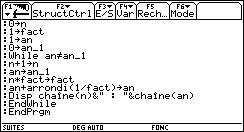 F1 F2 StructCtrl F3 E/S F4 Var F5 Rech… F6 Mode
:0→n
:1→fact
:1→an
:0→an_1
:While an≠an_1
:n+1→n
:an→an_1
:n*fact→fact
:an+arrondi(1/fact)→an
:Disp chaîne(n)&" : "&chaîne(an)
:EndWhile
:EndPrgm
SUITES DEG AUTO FONC